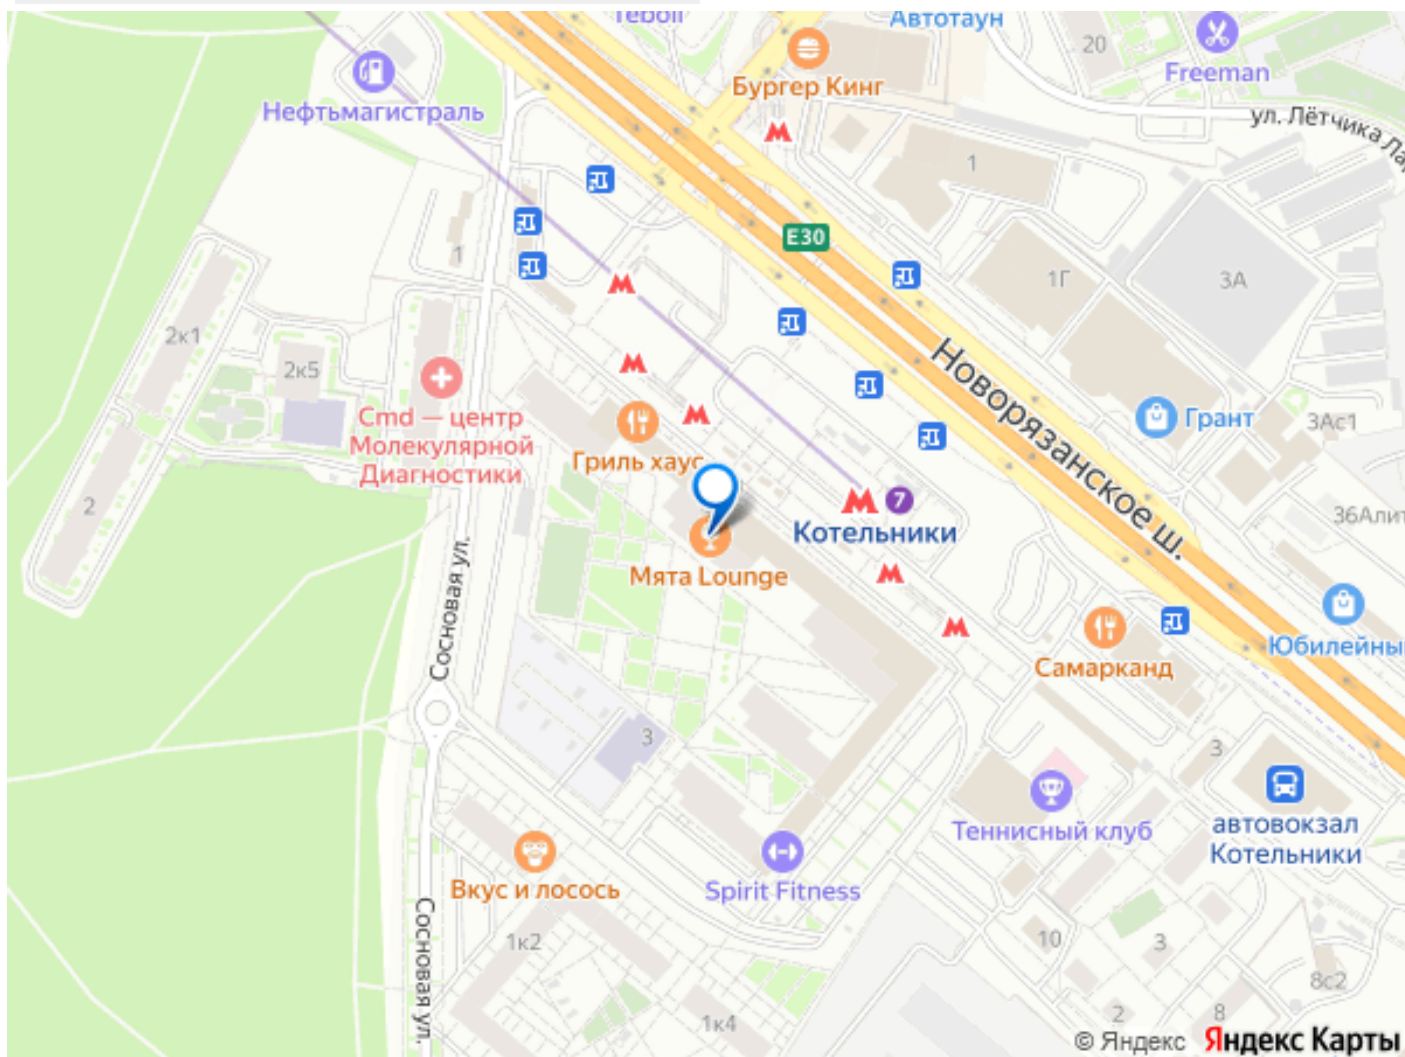 Teboil
Автотаун
20
Freeman
Бургер Кинг
Нефтьмагистраль
ул. Лётчика
1
E30
1
1Г
3А
2к1
2к5
Cmd — центр
Молекулярной
Диагностики
Гриль хаус
Новорязанское ш.
Грант
3Ас1
2
7
Котельники
Мята Lounge
Сосновая ул.
Самарканд
Юбилейны
3
3
Теннисный клуб
автовокзал
Котельники
Вкус и лосось
Spirit Fitness
Сосновая ул.
1к2
10
3
8с2
2
8
1к4
© Яндекс Яндекс Карты